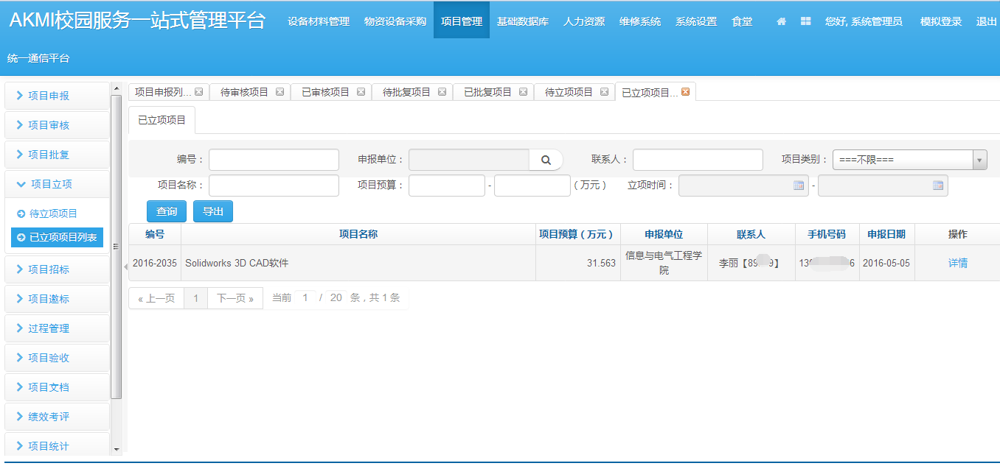 AKMI校园服务一站式管理平台 设备材料管理 物资设备采购 项目管理 基础数据库 人力资源 维修系统 系统设置 食堂 您好, 系统管理员 模拟登录 退出
统一通信平台
项目申报
项目审核
项目批复
项目立项
待立项项目
已立项项目列表
项目招标
项目邀标
过程管理
项目验收
项目文档
绩效考评
项目统计
项目申报列... 待审核项目 已审核项目 待批复项目 已批复项目 待立项项目 已立项项目...
已立项项目
编号： 申报单位： 联系人： 项目类别： ===不限===
项目名称： 项目预算： - (万元) 立项时间： -
查询 导出
编号 项目名称 项目预算(万元) 申报单位 联系人 手机号码 申报日期 操作
2016-2035 Solidworks 3D CAD软件 31.563 信息与电气工程学院 李丽 2016-05-05 详情
« 上一页 1 下一页 » 当前 1 / 20 条，共 1 条